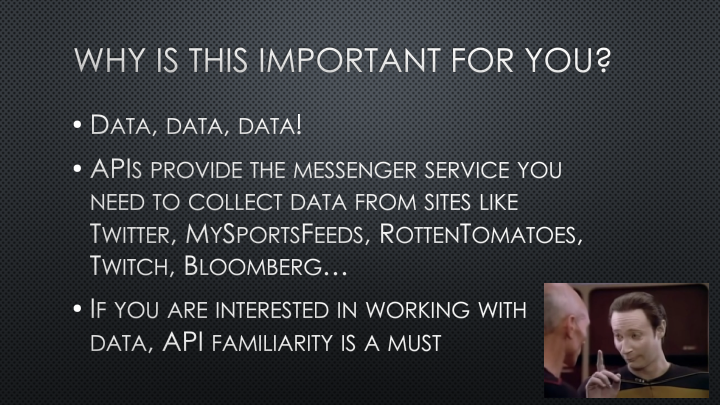 WHY IS THIS IMPORTANT FOR YOU?
• DATA, DATA, DATA!
• APIS PROVIDE THE MESSENGER SERVICE YOU
NEED TO COLLECT DATA FROM SITES LIKE
TWITTER, MYSPORTSFEEDS, ROTTENTOMATOES,
TWITCH, BLOOMBERG...
• IF YOU ARE INTERESTED IN WORKING WITH
DATA, API FAMILIARITY IS A MUST